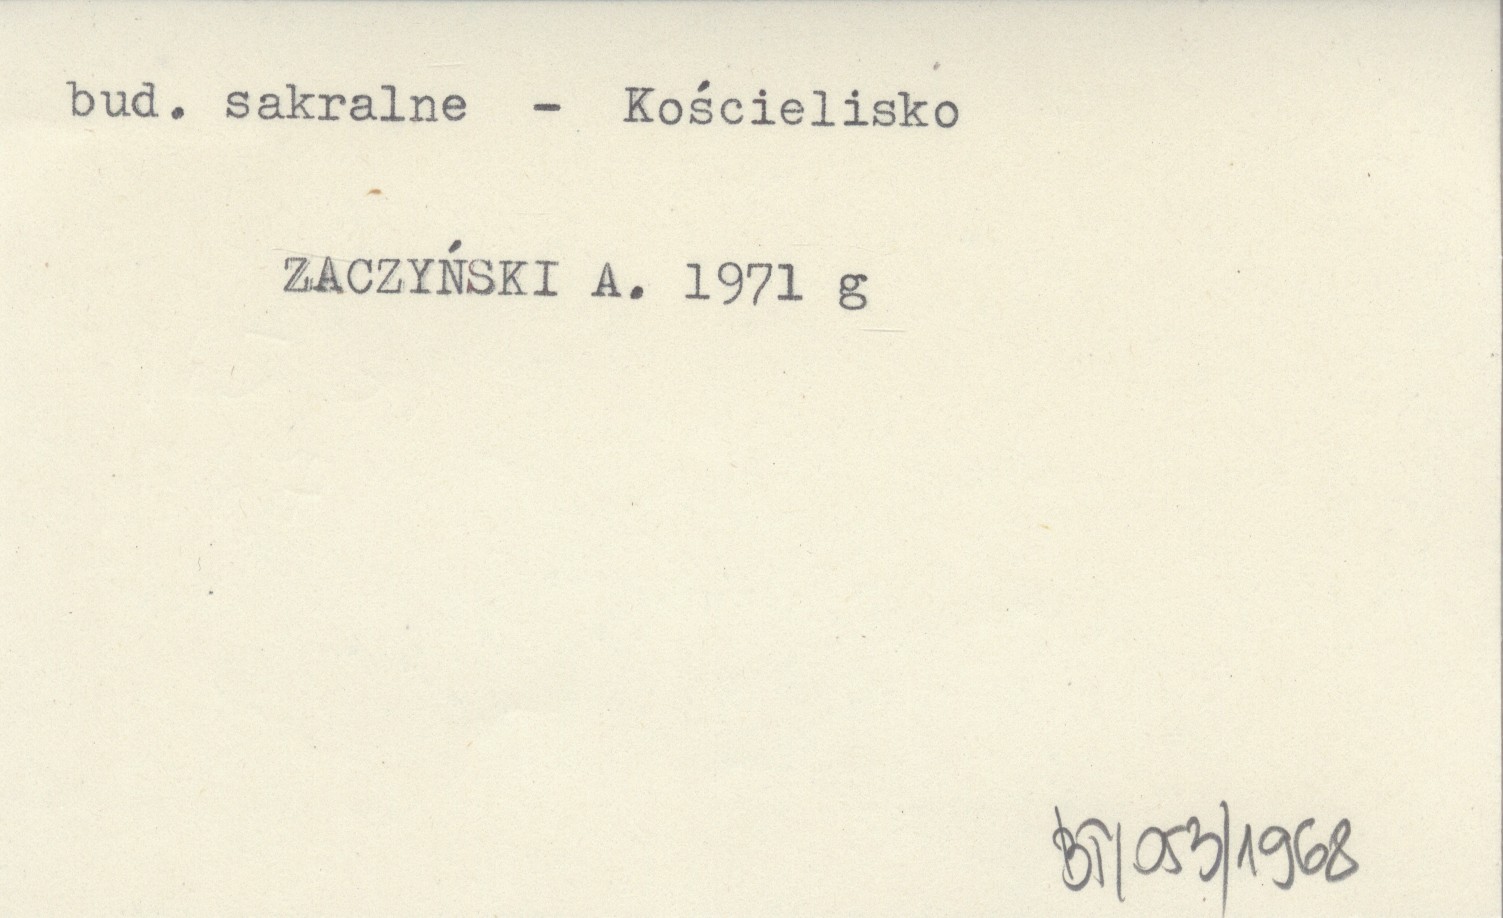 bud. sakralne - Kościelisko
ZACZYŃSKI A. 1971 g
BT/053/1968